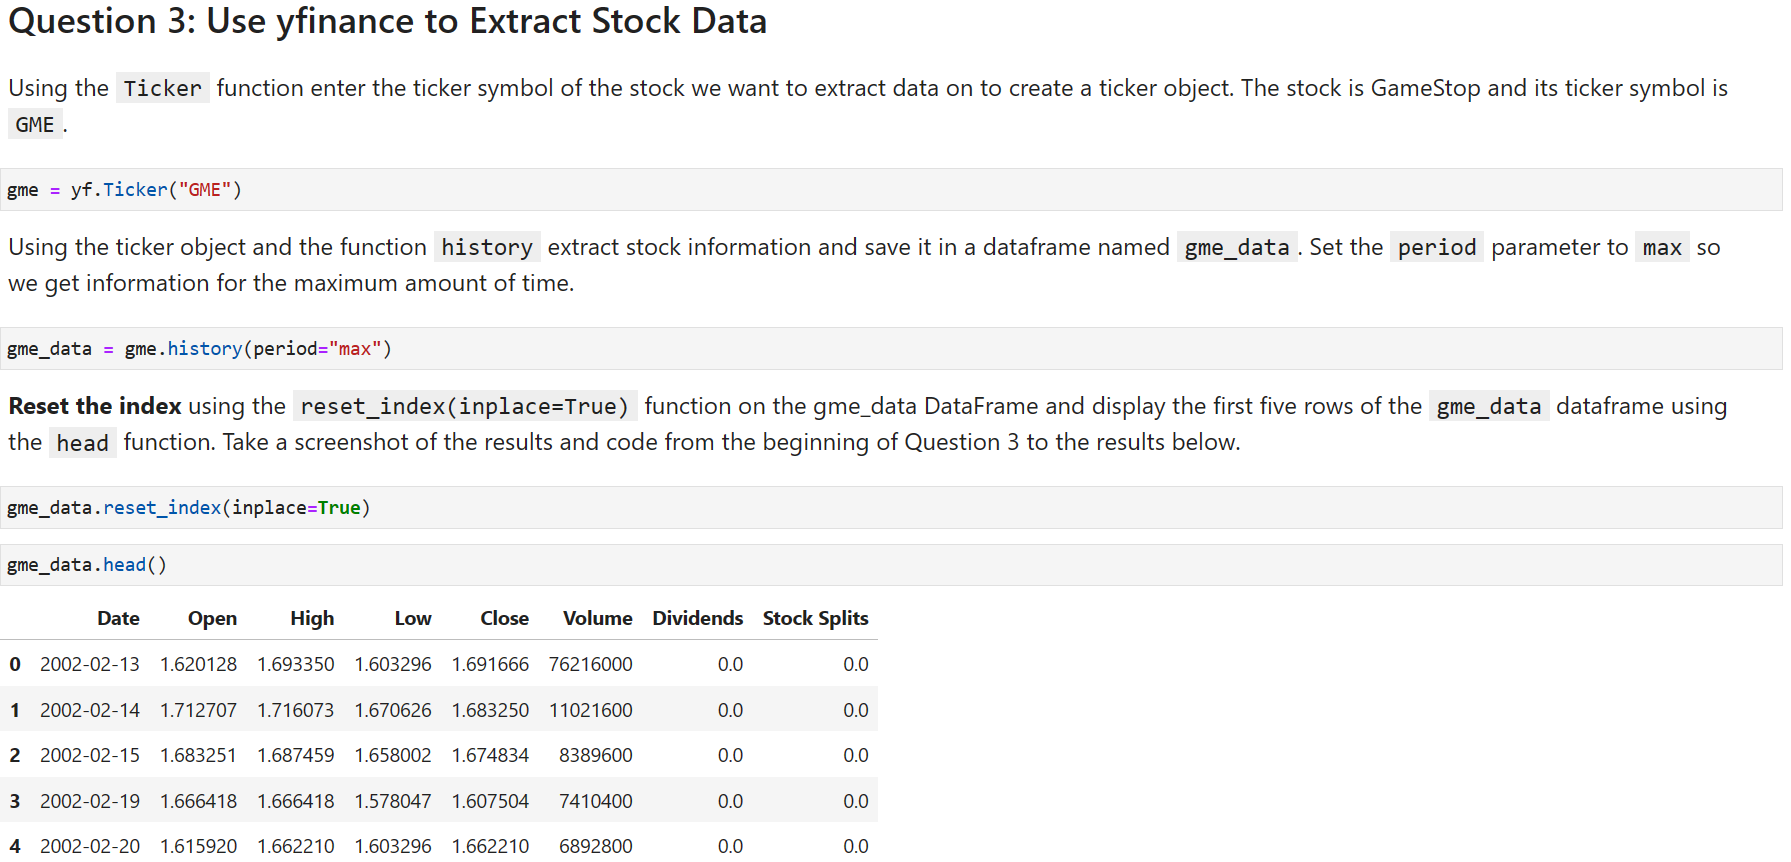 Question 3: Use yfinance to Extract Stock Data
Using the Ticker function enter the ticker symbol of the stock we want to extract data on to create a ticker object. The stock is GameStop and its ticker symbol is
GME .
gme = yf.Ticker("GME")
Using the ticker object and the function history extract stock information and save it in a dataframe named gme_data . Set the period parameter to max so
we get information for the maximum amount of time.
gme_data = gme.history(period="max")
Reset the index using the reset_index(inplace=True) function on the gme_data DataFrame and display the first five rows of the gme_data dataframe using
the head function. Take a screenshot of the results and code from the beginning of Question 3 to the results below.
gme_data.reset_index(inplace=True)
gme_data.head()
Date Open High Low Close Volume Dividends Stock Splits
0 2002-02-13 1.620128 1.693350 1.603296 1.691666 76216000 0.0 0.0
1 2002-02-14 1.712707 1.716073 1.670626 1.683250 11021600 0.0 0.0
2 2002-02-15 1.683251 1.687459 1.658002 1.674834 8389600 0.0 0.0
3 2002-02-19 1.666418 1.666418 1.578047 1.607504 7410400 0.0 0.0
4 2002-02-20 1.615920 1.662210 1.603296 1.662210 6892800 0.0 0.0